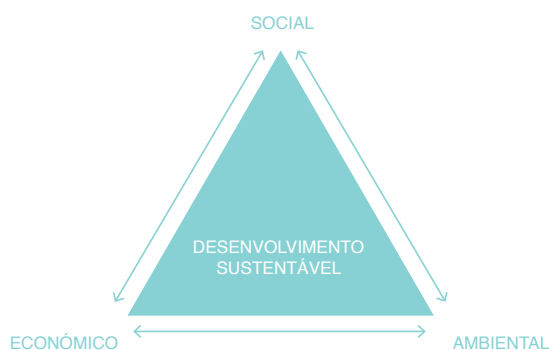 SOCIAL
DESENVOLVIMENTO
SUSTENTÁVEL
ECONÓMICO
AMBIENTAL